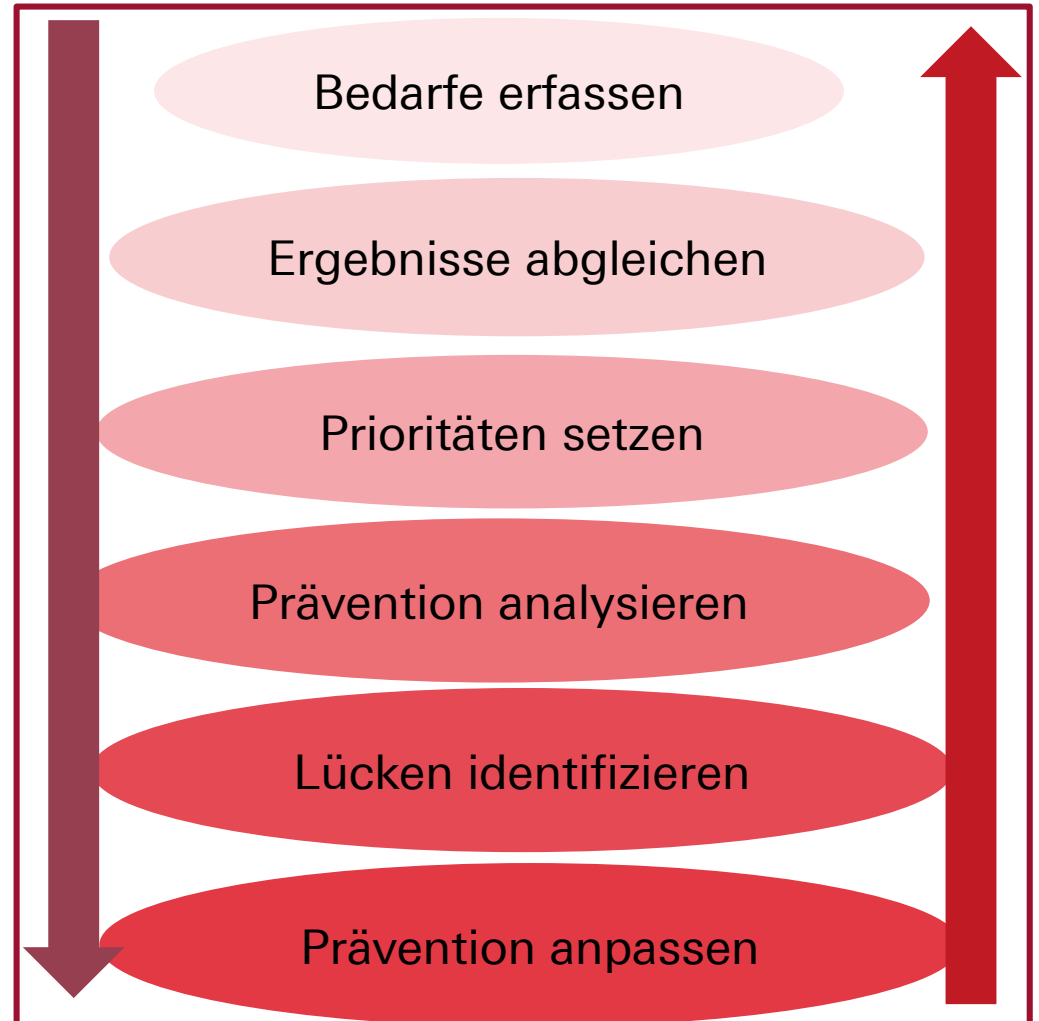 Bedarfe erfassen
Ergebnisse abgleichen
Prioritäten setzen
Prävention analysieren
Lücken identifizieren
Prävention anpassen